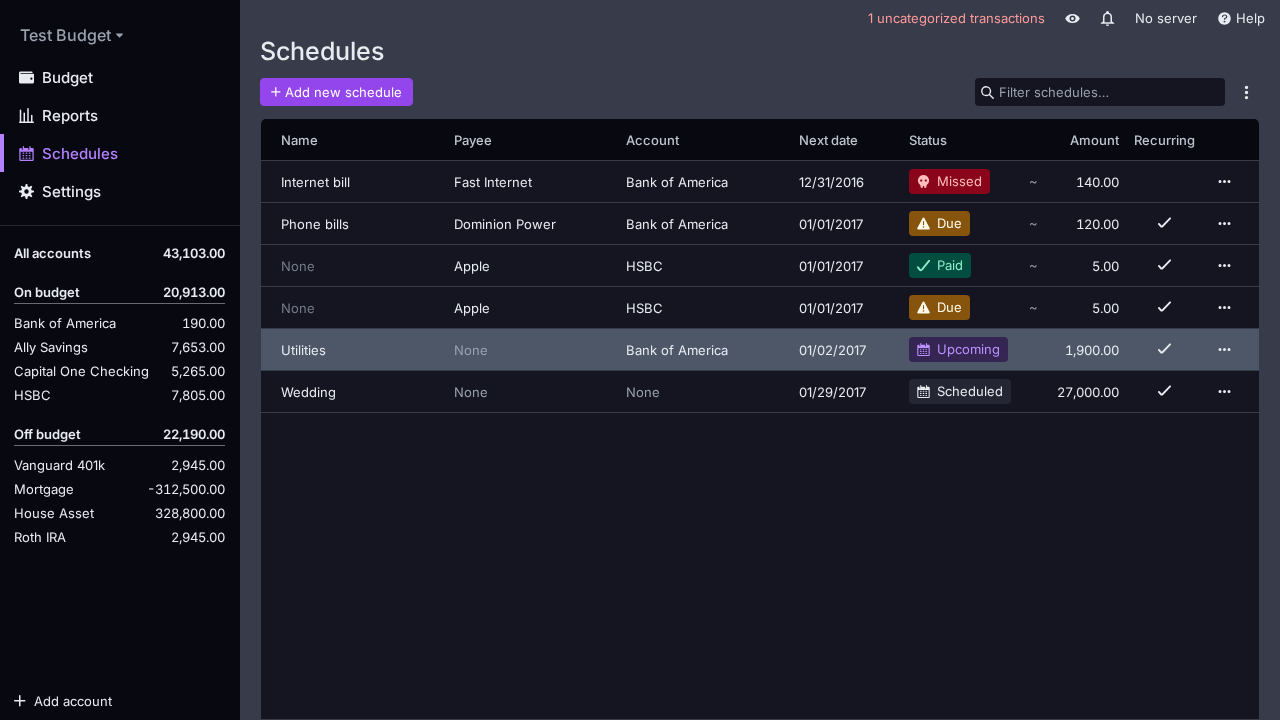 Test Budget
Budget
Reports
Schedules
Settings
All accounts 43,103.00
On budget 20,913.00
Bank of America 190.00
Ally Savings 7,653.00
Capital One Checking 5,265.00
HSBC 7,805.00
Off budget 22,190.00
Vanguard 401k 2,945.00
Mortgage -312,500.00
House Asset 328,800.00
Roth IRA 2,945.00
Add account
1 uncategorized transactions No server Help
Schedules
Add new schedule Filter schedules...
Name Payee Account Next date Status Amount Recurring
Internet bill Fast Internet Bank of America 12/31/2016 Missed ~ 140.00
Phone bills Dominion Power Bank of America 01/01/2017 Due ~ 120.00
None Apple HSBC 01/01/2017 Paid ~ 5.00
None Apple HSBC 01/01/2017 Due ~ 5.00
Utilities None Bank of America 01/02/2017 Upcoming 1,900.00
Wedding None None 01/29/2017 Scheduled 27,000.00